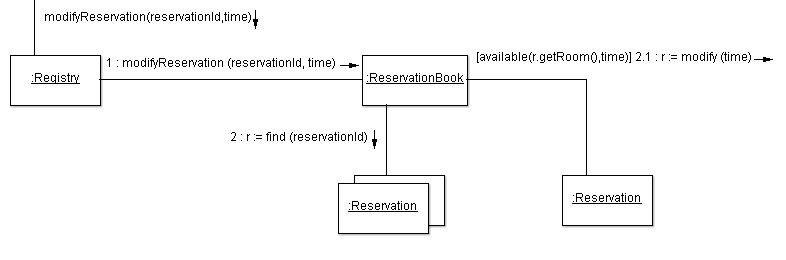 modifyReservation(reservationId,time)
:Registry
1 : modifyReservation (reservationId, time)
:ReservationBook
[available(r.getRoom(),time)] 2.1 : r := modify (time)
2 : r := find (reservationId)
:Reservation
:Reservation